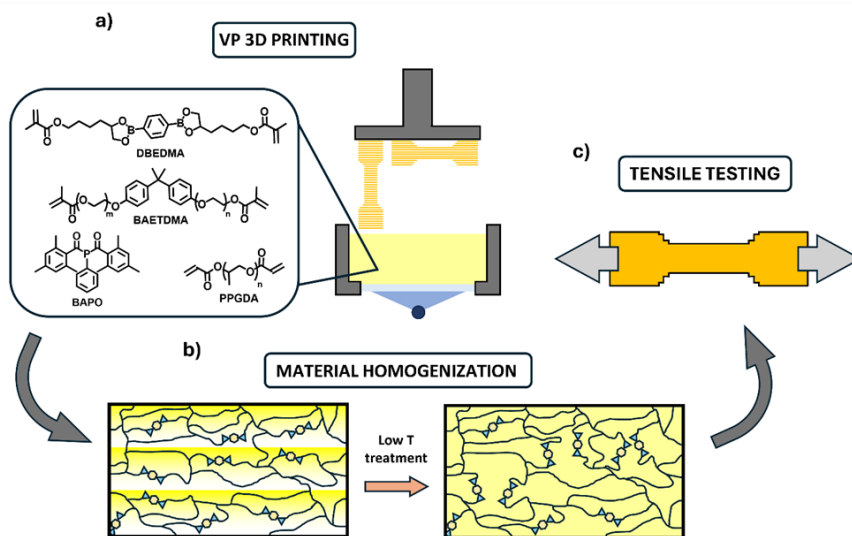 a)
VP 3D PRINTING
O
O
O
B
B
O
O
O
O
O
DBEDMA
O
O
O
m
O
O
n
O
O
BAETDMA
O
P
O
BAPO
O
O
O
n
O
PPGDA
c)
TENSILE TESTING
b)
MATERIAL HOMOGENIZATION
Low T
treatment